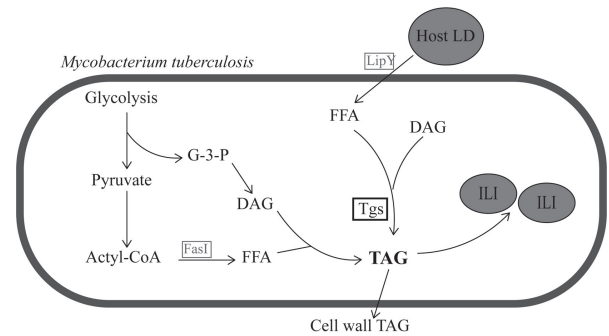 Host LD
LipY
Mycobacterium tuberculosis
Glycolysis
FFA
DAG
G-3-P
Pyruvate
DAG
Tgs
ILI
ILI
Actyl-CoA
FasI
FFA
TAG
Cell wall TAG